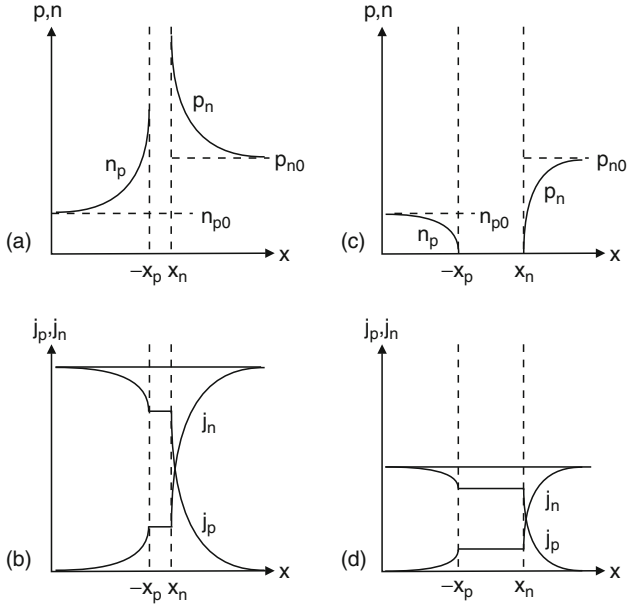 p,n
p_n
n_p
p_n0
n_p0
(a)
–x_p x_n
x
p,n
p_n0
n_p0
p_n
n_p
(c)
–x_p x_n
x
j_p,j_n
j_n
j_p
(b)
–x_p x_n
x
j_p,j_n
j_n
j_p
(d)
–x_p x_n
x